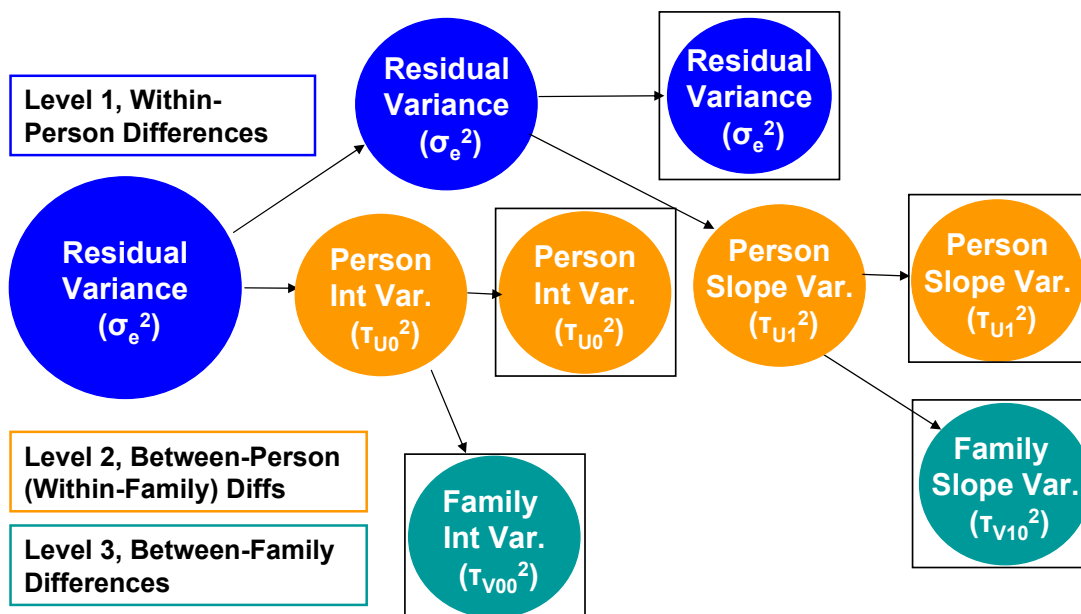 Level 1, Within-
Person Differences
Residual
Variance
(σe²)
Residual
Variance
(σe²)
Residual
Variance
(σe²)
Person
Int Var.
(τU0²)
Person
Int Var.
(τU0²)
Person
Slope Var.
(τU1²)
Person
Slope Var.
(τU1²)
Level 2, Between-Person
(Within-Family) Diffs
Level 3, Between-Family
Differences
Family
Int Var.
(τV00²)
Family
Slope Var.
(τV10²)